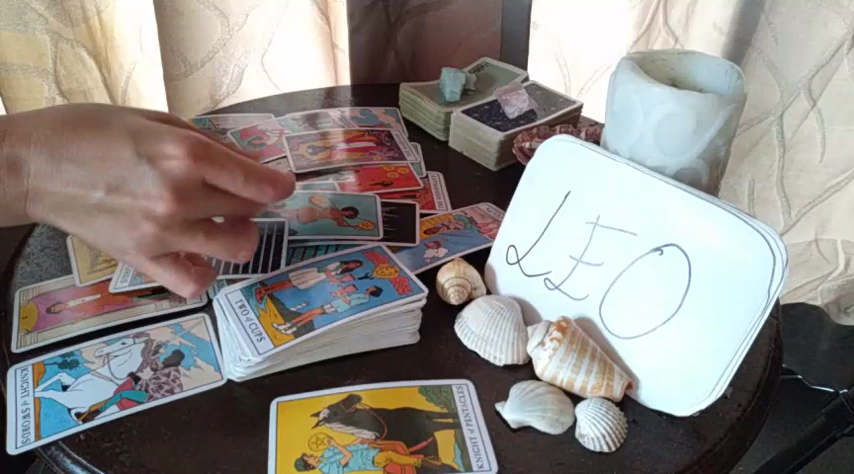 LEO
TWO of CUPS
KNIGHT of SWORDS
KNIGHT of PENTACLES